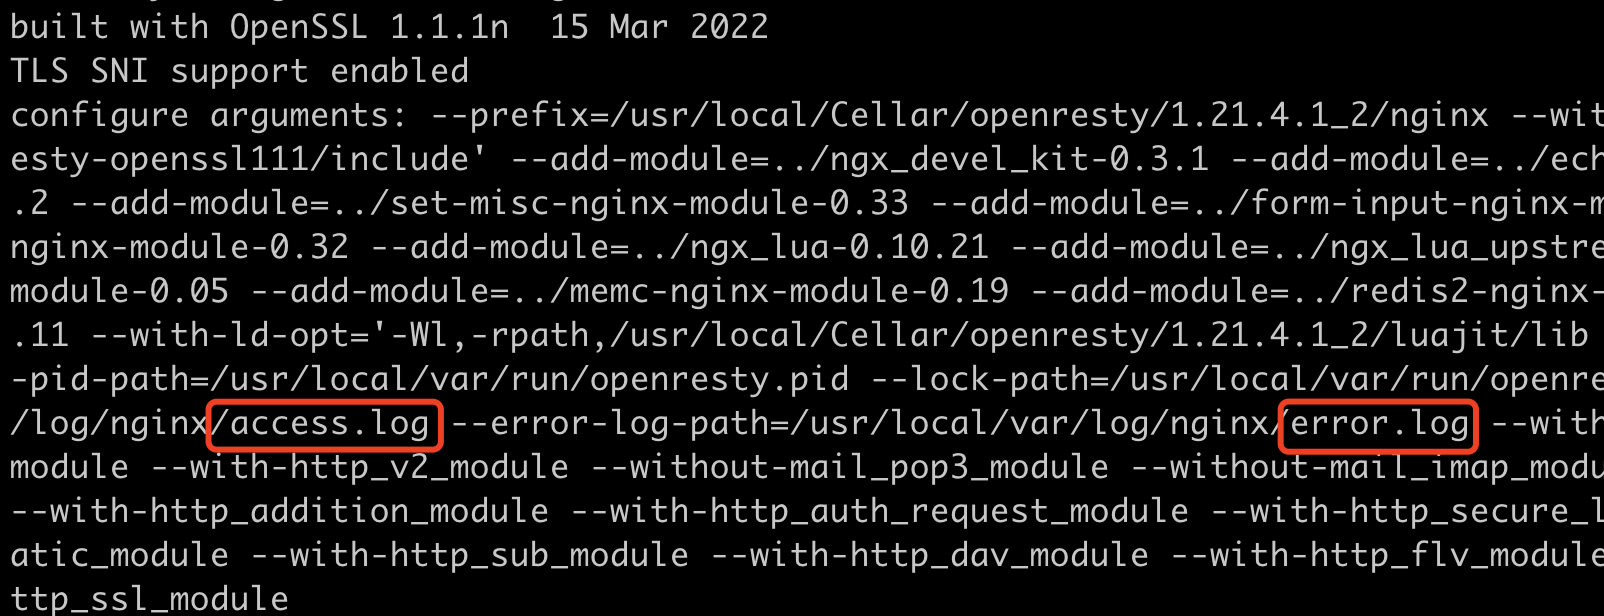 built with OpenSSL 1.1.1n  15 Mar 2022
TLS SNI support enabled
configure arguments: --prefix=/usr/local/Cellar/openresty/1.21.4.1_2/nginx --wit
esty-openssl111/include' --add-module=../ngx_devel_kit-0.3.1 --add-module=../ech
.2 --add-module=../set-misc-nginx-module-0.33 --add-module=../form-input-nginx-m
nginx-module-0.32 --add-module=../ngx_lua-0.10.21 --add-module=../ngx_lua_upstre
module-0.05 --add-module=../memc-nginx-module-0.19 --add-module=../redis2-nginx-
.11 --with-ld-opt='-Wl,-rpath,/usr/local/Cellar/openresty/1.21.4.1_2/luajit/lib
-pid-path=/usr/local/var/run/openresty.pid --lock-path=/usr/local/var/run/openre
/log/nginx/access.log --error-log-path=/usr/local/var/log/nginx/error.log --with
module --with-http_v2_module --without-mail_pop3_module --without-mail_imap_modu
--with-http_addition_module --with-http_auth_request_module --with-http_secure_l
atic_module --with-http_sub_module --with-http_dav_module --with-http_flv_module
ttp_ssl_module